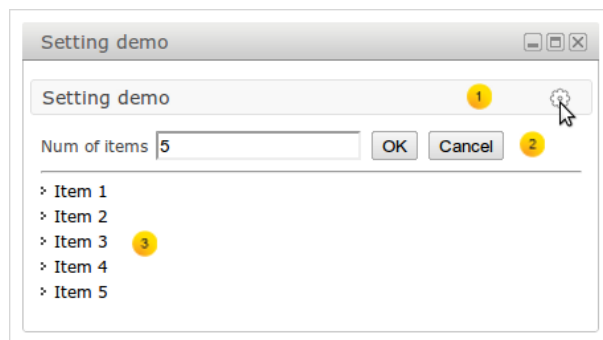 Setting demo
Setting demo 1
Num of items 5 OK Cancel 2
Item 1
Item 2
Item 3 3
Item 4
Item 5